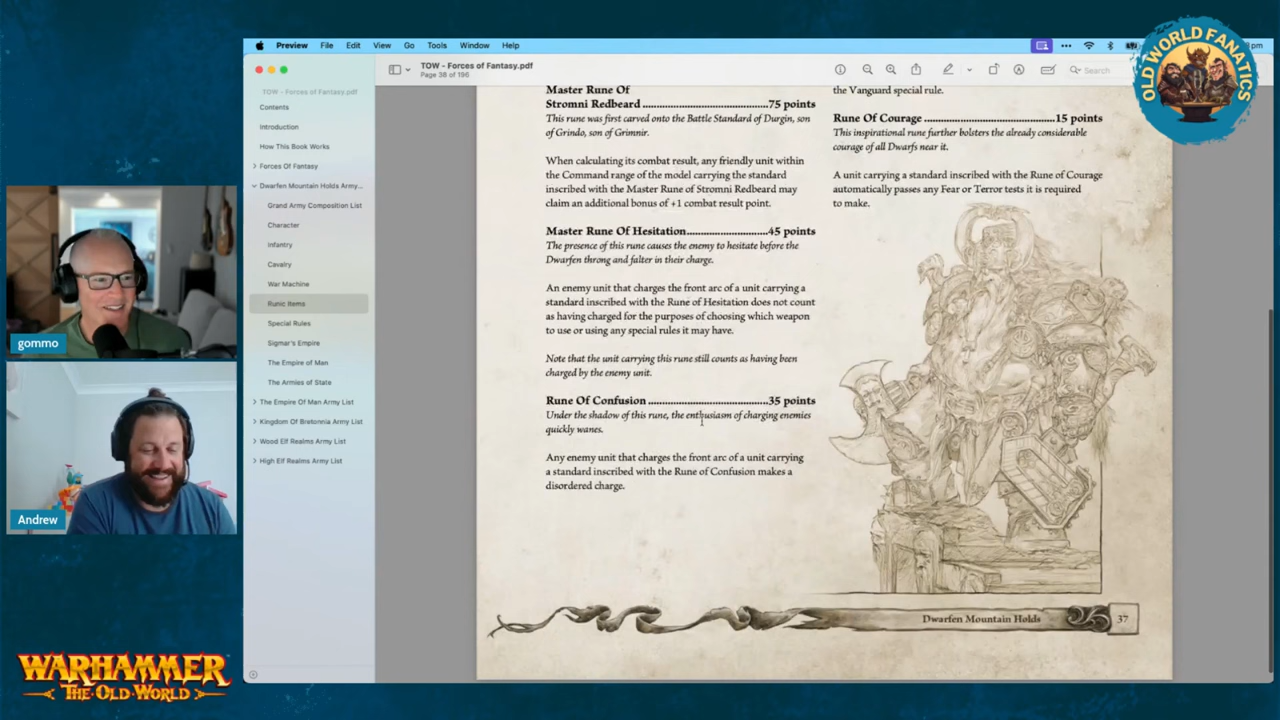 Preview File Edit View Go Tools Window Help
TOW - Forces of Fantasy.pdf
Page 38 of 196
Search
OLD WORLD FANATICS
TOW - Forces of Fantasy.pdf
Contents
Introduction
How This Book Works
Forces Of Fantasy
Dwarfen Mountain Holds Army...
Grand Army Composition List
Character
Infantry
Cavalry
War Machine
Runic Items
Special Rules
Sigmar's Empire
The Empire of Man
The Armies of State
The Empire Of Man Army List
Kingdom Of Bretonnia Army List
Wood Elf Realms Army List
High Elf Realms Army List
Master Rune Of
Stromni Redbeard 75 points
This rune was first carved onto the Battle Standard of Durgin, son
of Grindo, son of Grimnir.
When calculating its combat result, any friendly unit within
the Command range of the model carrying the standard
inscribed with the Master Rune of Stromni Redbeard may
claim an additional bonus of +1 combat result point.
Master Rune Of Hesitation 45 points
The presence of this rune causes the enemy to hesitate before the
Dwarfen throng and falter in their charge.
An enemy unit that charges the front arc of a unit carrying a
standard inscribed with the Rune of Hesitation does not count
as having charged for the purposes of choosing which weapon
to use or using any special rules it may have.
Note that the unit carrying this rune still counts as having been
charged by the enemy unit.
Rune Of Confusion 35 points
Under the shadow of this rune, the enthusiasm of charging enemies
quickly wanes.
Any enemy unit that charges the front arc of a unit carrying
a standard inscribed with the Rune of Confusion makes a
disordered charge.
the Vanguard special rule.
Rune Of Courage 15 points
This inspirational rune further bolsters the already considerable
courage of all Dwarfs near it.
A unit carrying a standard inscribed with the Rune of Courage
automatically passes any Fear or Terror tests it is required
to make.
Dwarfen Mountain Holds 37
gommo
Andrew
WARHAMMER
THE OLD WORLD